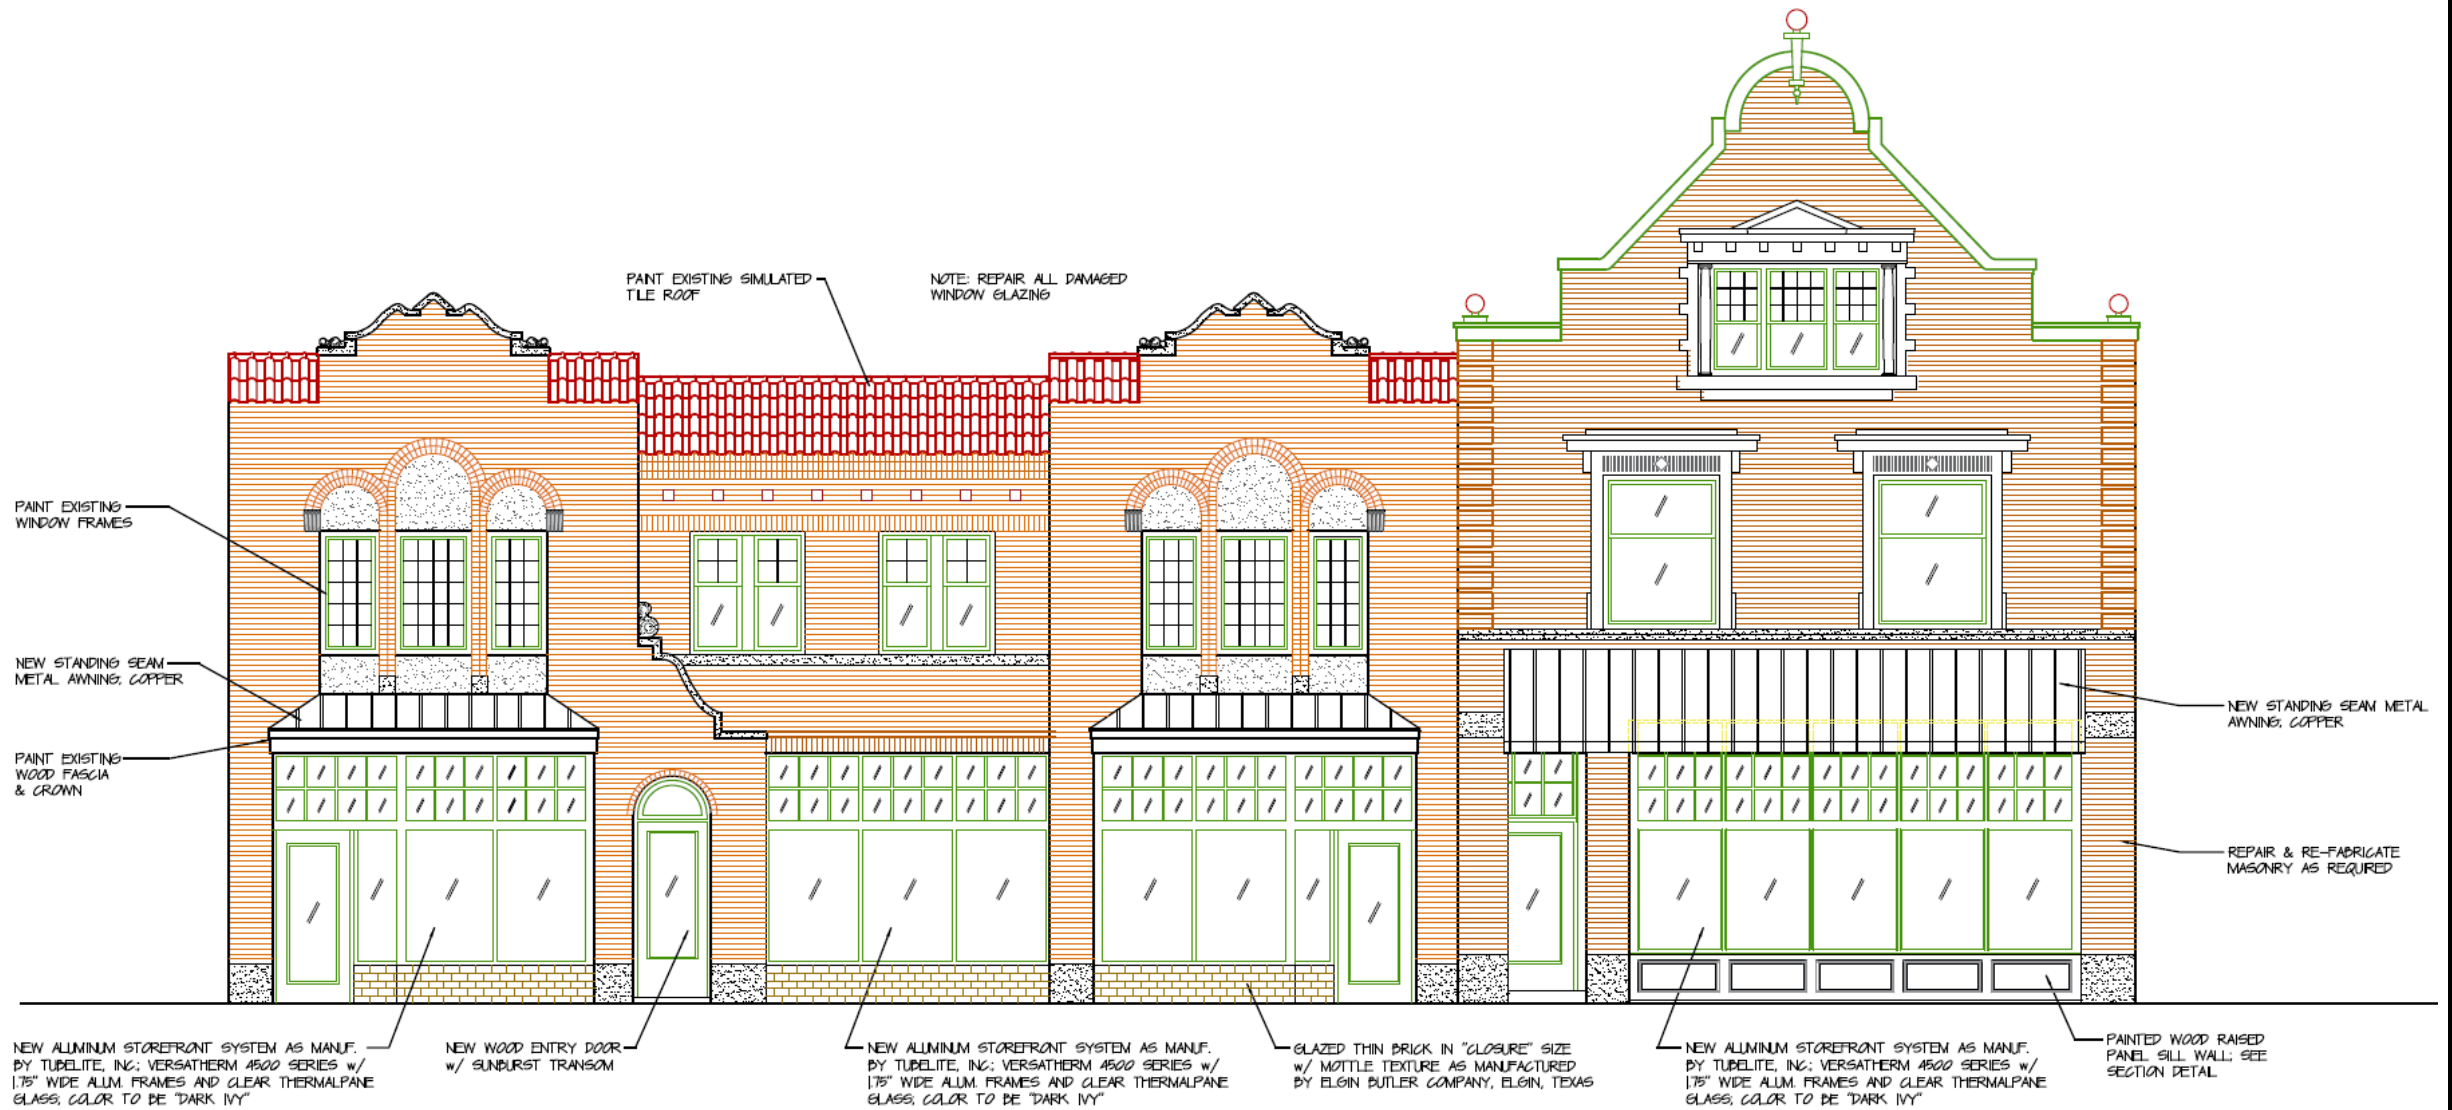 PAINT EXISTING SIMULATED
TILE ROOF
NOTE: REPAIR ALL DAMAGED
WINDOW GLAZING
PAINT EXISTING
WINDOW FRAMES
NEW STANDING SEAM
METAL AWNING, COPPER
PAINT EXISTING
WOOD FASCIA
& CROWN
NEW STANDING SEAM METAL
AWNING, COPPER
REPAIR & RE-FABRICATE
MASONRY AS REQUIRED
NEW ALUMINUM STOREFRONT SYSTEM AS MANUF.
BY TUBELITE, INC; VERSATHERM 4500 SERIES w/
1.75" WIDE ALUM. FRAMES AND CLEAR THERMALPANE
GLASS; COLOR TO BE "DARK IVY"
NEW WOOD ENTRY DOOR
w/ SUNBURST TRANSOM
NEW ALUMINUM STOREFRONT SYSTEM AS MANUF.
BY TUBELITE, INC; VERSATHERM 4500 SERIES w/
1.75" WIDE ALUM. FRAMES AND CLEAR THERMALPANE
GLASS; COLOR TO BE "DARK IVY"
GLAZED THIN BRICK IN "CLOSURE" SIZE
w/ MOTTLE TEXTURE AS MANUFACTURED
BY ELGIN BUTLER COMPANY, ELGIN, TEXAS
NEW ALUMINUM STOREFRONT SYSTEM AS MANUF.
BY TUBELITE, INC; VERSATHERM 4500 SERIES w/
1.75" WIDE ALUM. FRAMES AND CLEAR THERMALPANE
GLASS; COLOR TO BE "DARK IVY"
PAINTED WOOD RAISED
PANEL SILL WALL; SEE
SECTION DETAIL